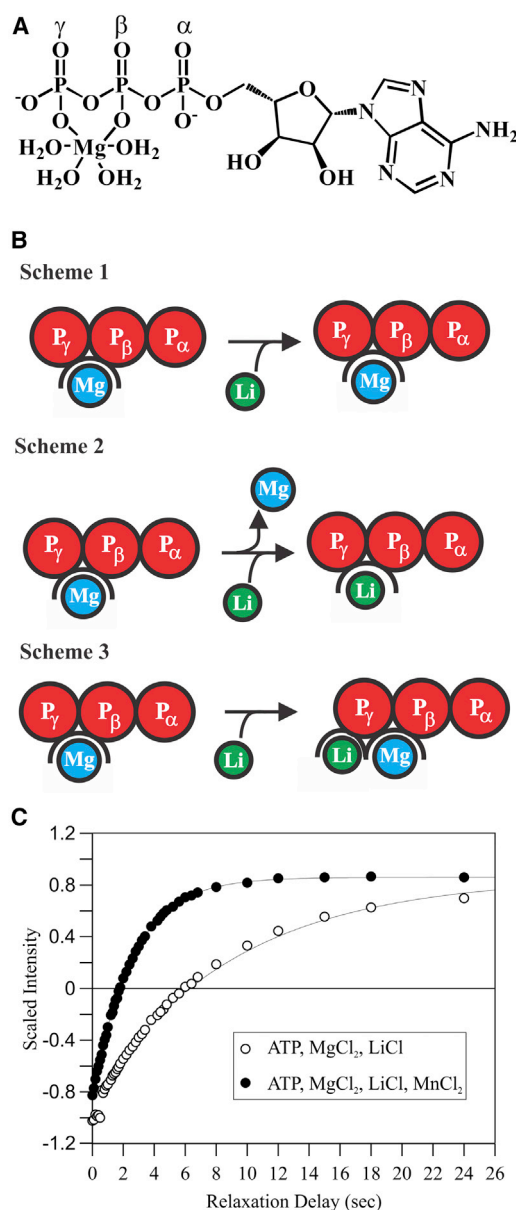 A
γ β α
O O O
⁻O P O P O P O O N N
O O O⁻ N N NH₂
H₂O Mg OH₂
H₂O OH₂ HO OH
B
Scheme 1
Pγ Pβ Pα Pγ Pβ Pα
Mg Li Mg
Scheme 2
Mg
Pγ Pβ Pα Pγ Pβ Pα
Mg Li Li
Scheme 3
Pγ Pβ Pα Pγ Pβ Pα
Mg Li Li Mg
C
1.2
0.8
0.4
0
-0.4
-0.8
-1.2
Scaled Intensity
ATP, MgCl₂, LiCl
ATP, MgCl₂, LiCl, MnCl₂
0 2 4 6 8 10 12 14 16 18 20 22 24 26
Relaxation Delay (sec)